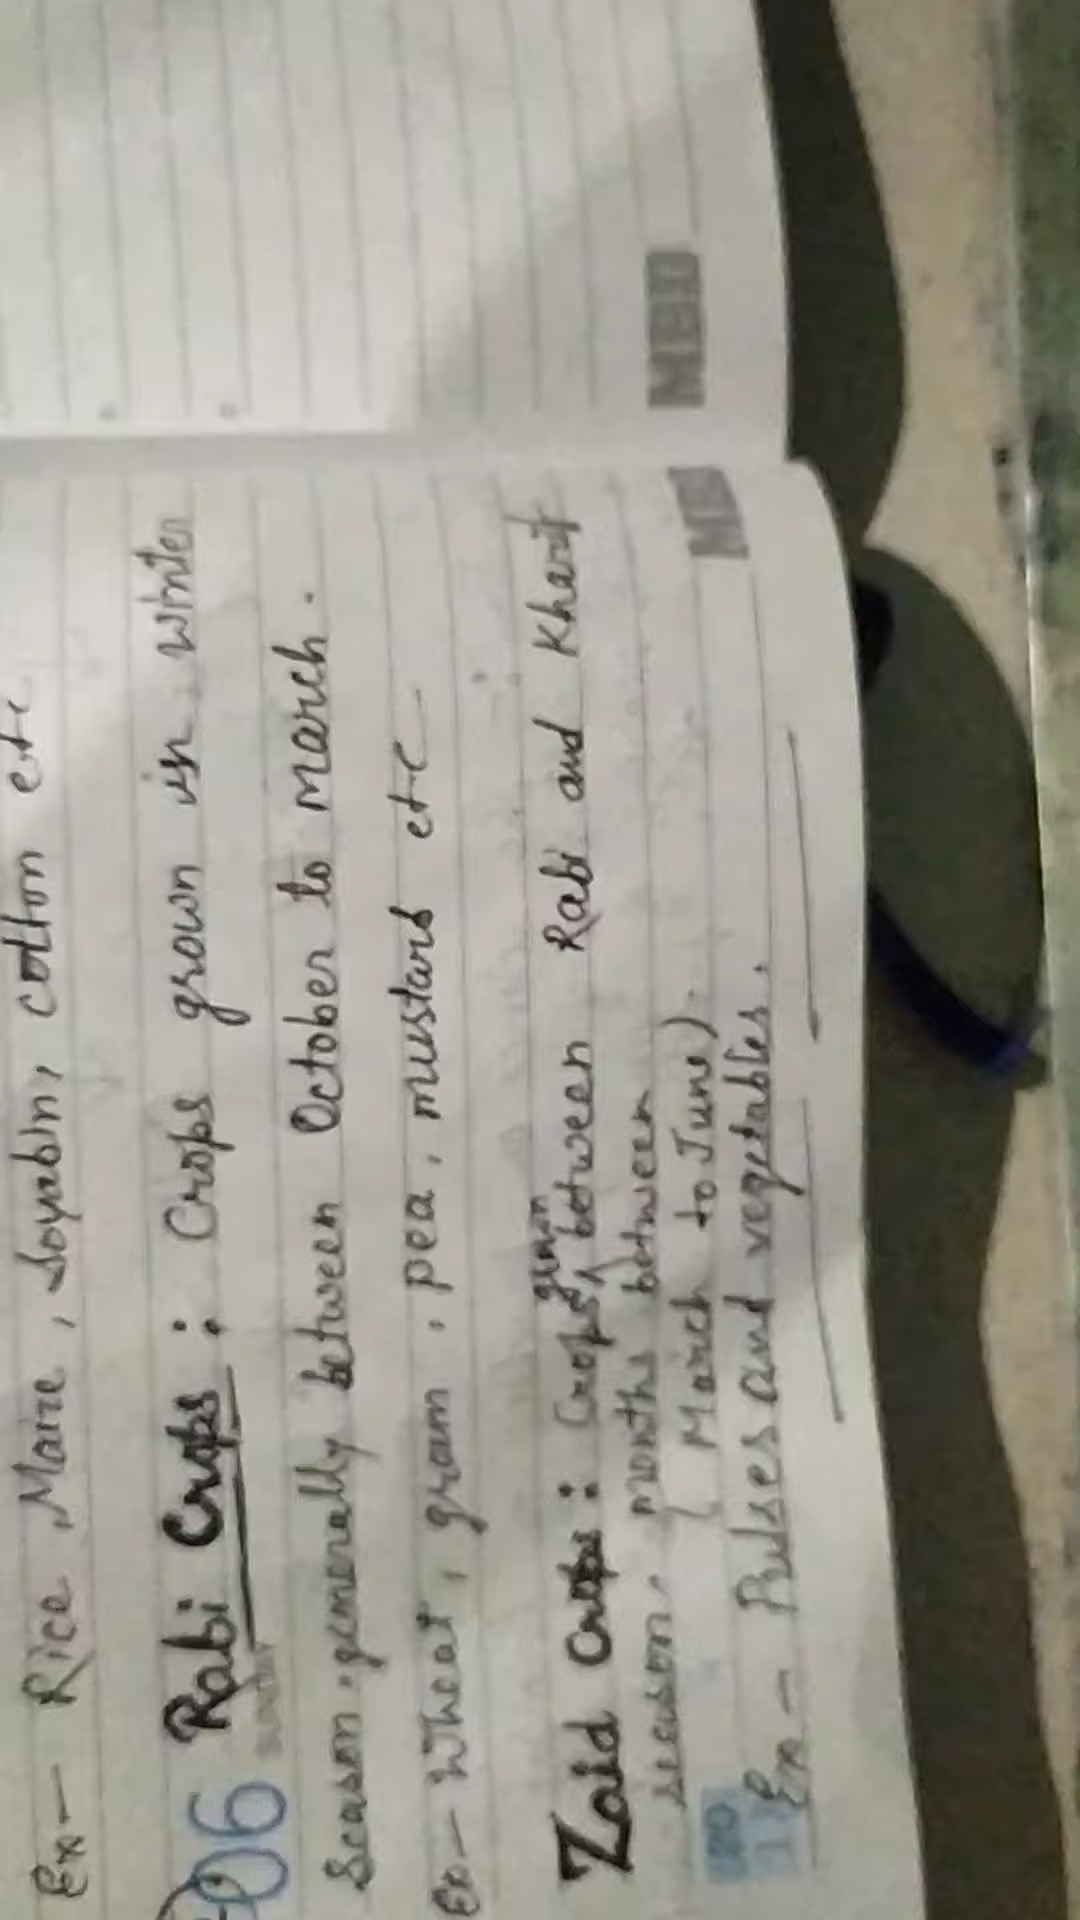 Ex- Rice, Maize, Soyabin, cotton etc
06 Rabi Crops : Crops grown in winter
Season. generally between October to march.
Ex- Wheat, gram, pea, mustard etc
Zaid crops : Crops grown between Rabi and Kharif
season. months between
( March to June).
Ex- Pulses and vegetables.
MBD